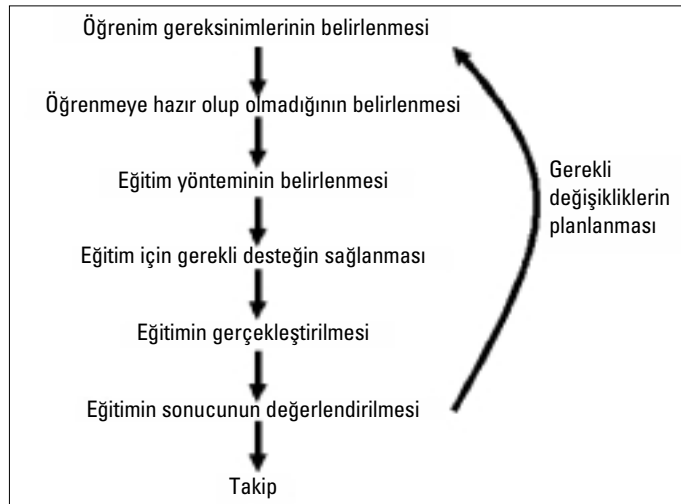 Öğrenim gereksinimlerinin belirlenmesi
Öğrenmeye hazır olup olmadığının belirlenmesi
Eğitim yönteminin belirlenmesi
Eğitim için gerekli desteğin sağlanması
Eğitimin gerçekleştirilmesi
Eğitimin sonucunun değerlendirilmesi
Takip
Gerekli
değişikliklerin
planlanması